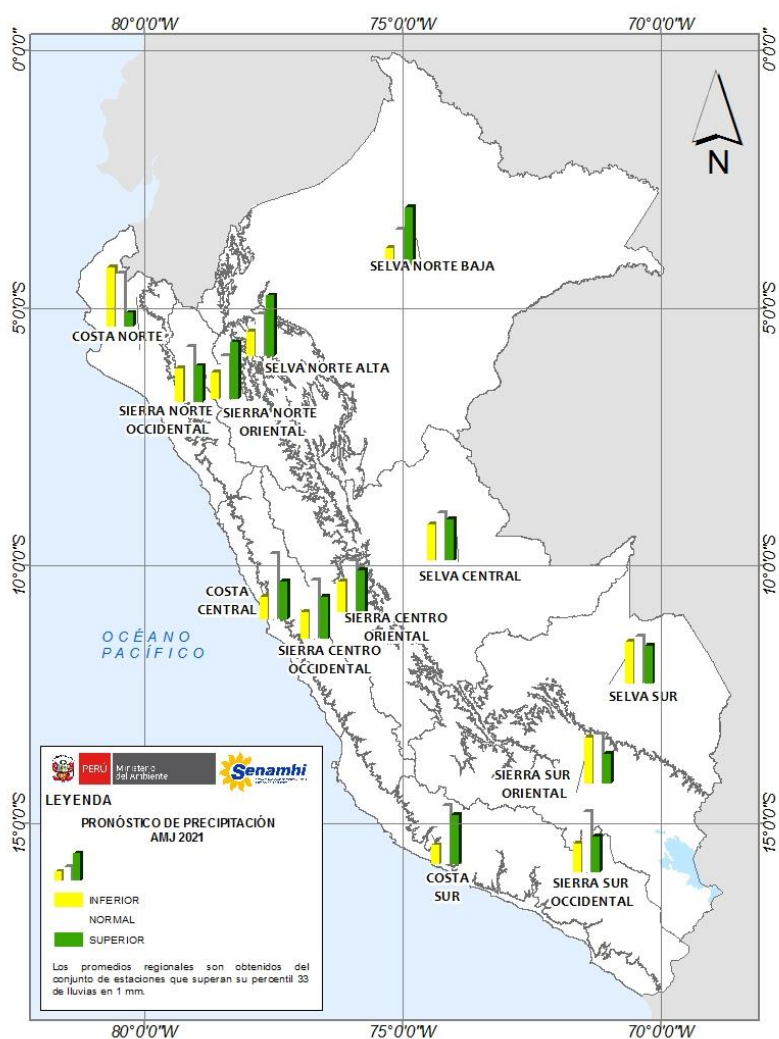 80°0'0"W 75°0'0"W 70°0'0"W
0°0'0" 0°0'0"
N
SELVA NORTE BAJA
5°0'0"S 5°0'0"S
COSTA NORTE
SELVA NORTE ALTA
SIERRA NORTE
OCCIDENTAL
SIERRA NORTE
ORIENTAL
10°0'0"S 10°0'0"S
SELVA CENTRAL
COSTA
CENTRAL
SIERRA CENTRO
ORIENTAL
SIERRA CENTRO
OCCIDENTAL
OCÉANO
PACÍFICO
SELVA SUR
SIERRA SUR
ORIENTAL
15°0'0"S 15°0'0"S
COSTA
SUR
SIERRA SUR
OCCIDENTAL
PERÚ
Ministerio
del Ambiente
Senamhi
LEYENDA
PRONÓSTICO DE PRECIPITACIÓN
AMJ 2021
INFERIOR
NORMAL
SUPERIOR
Los promedios regionales son obtenidos del
conjunto de estaciones que superan su percentil 33
de lluvias en 1 mm.
80°0'0"W 75°0'0"W 70°0'0"W